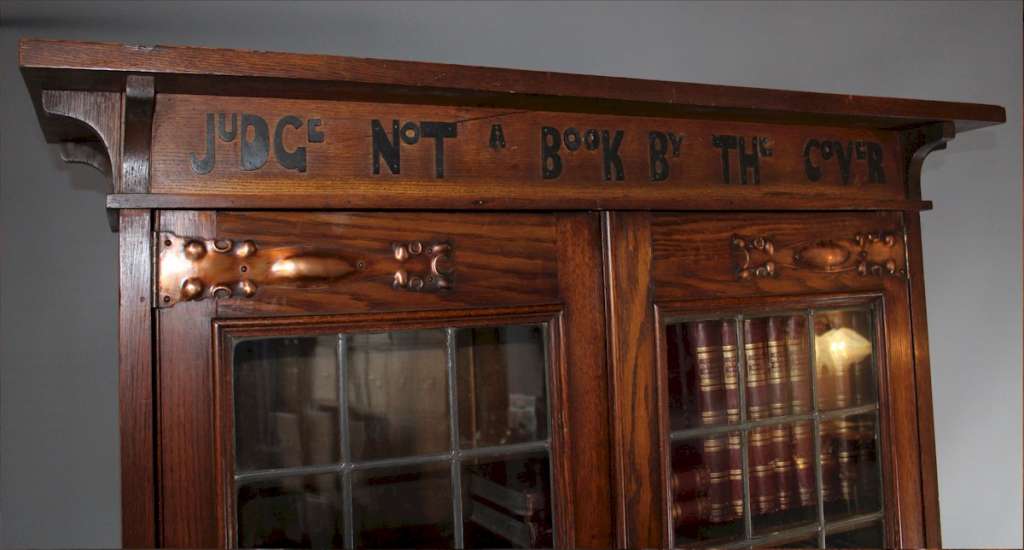 JUDGE NOT A BOOK BY THE COVER